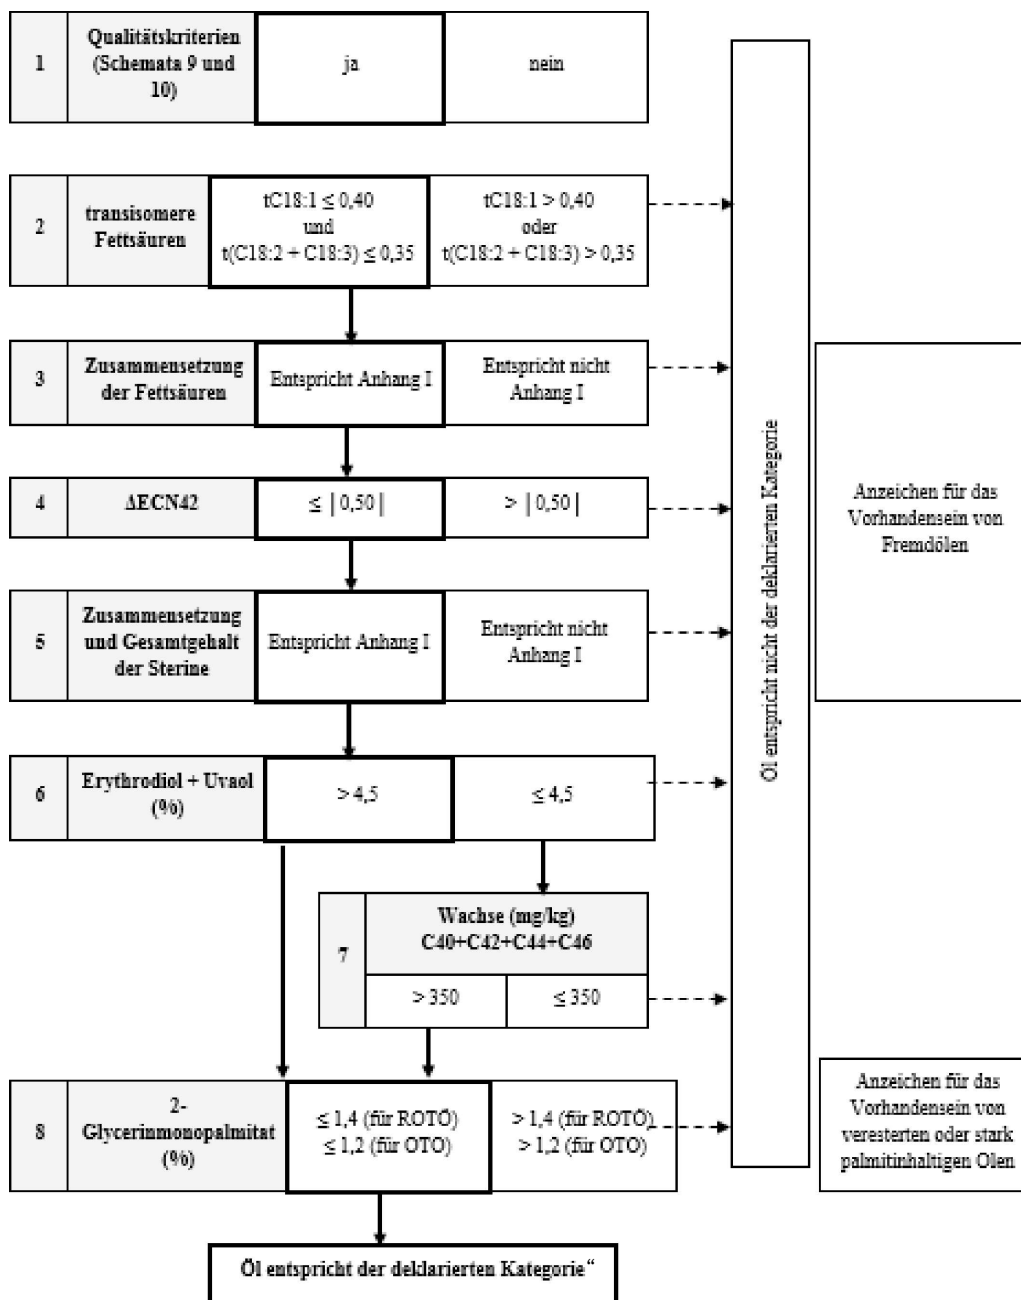 1
Qualitätskriterien
(Schemata 9 und
10)
ja
nein
2
transisomere
Fettsäuren
tC18:1 ≤ 0,40
und
t(C18:2 + C18:3) ≤ 0,35
tC18:1 > 0,40
oder
t(C18:2 + C18:3) > 0,35
3
Zusammensetzung
der Fettsäuren
Entspricht Anhang I
Entspricht nicht
Anhang I
4
ΔECN42
≤ |0,50|
> |0,50|
5
Zusammensetzung
und Gesamtgehalt
der Sterine
Entspricht Anhang I
Entspricht nicht
Anhang I
6
Erythrodiol + Uvaol
(%)
> 4,5
≤ 4,5
7
Wachse (mg/kg)
C40+C42+C44+C46
> 350
≤ 350
8
2-
Glycerinmonopalmitat
(%)
≤ 1,4 (für ROTÖ)
≤ 1,2 (für OTO)
> 1,4 (für ROTÖ)
> 1,2 (für OTO)
Öl entspricht nicht der deklarierten Kategorie
Anzeichen für das
Vorhandensein von
Fremdölen
Anzeichen für das
Vorhandensein von
veresterten oder stark
palmitinhaltigen Olen
Öl entspricht der deklarierten Kategorie“